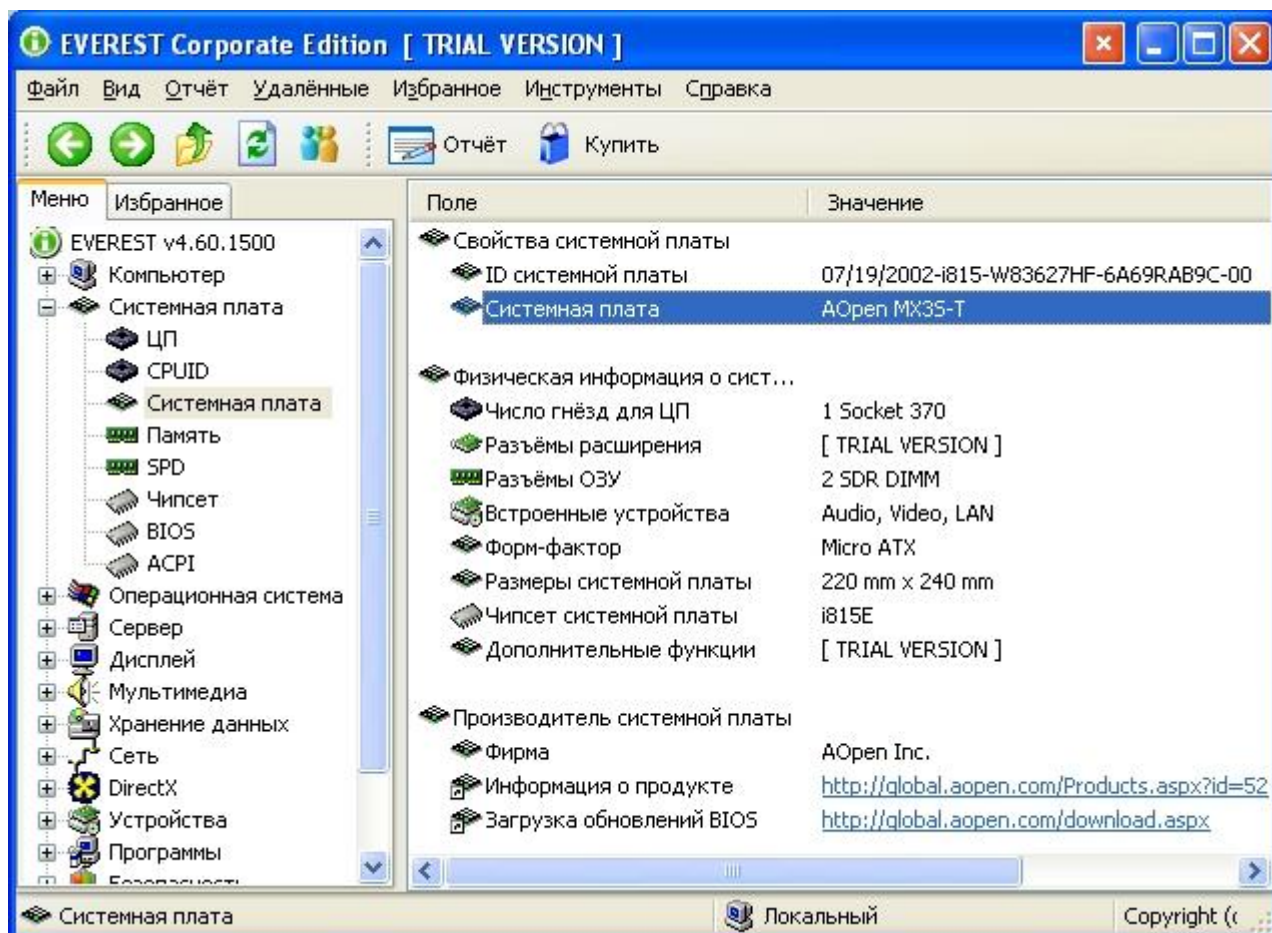 EVEREST Corporate Edition [ TRIAL VERSION ]
Файл Вид Отчёт Удалённые Избранное Инструменты Справка
Отчёт Купить
Меню Избранное
EVEREST v4.60.1500
Компьютер
Системная плата
ЦП
CPUID
Системная плата
Память
SPD
Чипсет
BIOS
ACPI
Операционная система
Сервер
Дисплей
Мультимедиа
Хранение данных
Сеть
DirectX
Устройства
Программы
Поле Значение
Свойства системной платы
ID системной платы 07/19/2002-i815-W83627HF-6A69RAB9C-00
Системная плата AOpen MX3S-T
Физическая информация о сист...
Число гнёзд для ЦП 1 Socket 370
Разъёмы расширения [ TRIAL VERSION ]
Разъёмы ОЗУ 2 SDR DIMM
Встроенные устройства Audio, Video, LAN
Форм-фактор Micro ATX
Размеры системной платы 220 mm x 240 mm
Чипсет системной платы i815E
Дополнительные функции [ TRIAL VERSION ]
Производитель системной платы
Фирма AOpen Inc.
Информация о продукте http://global.aopen.com/Products.aspx?id=52
Загрузка обновлений BIOS http://global.aopen.com/download.aspx
Системная плата Локальный Copyright (c